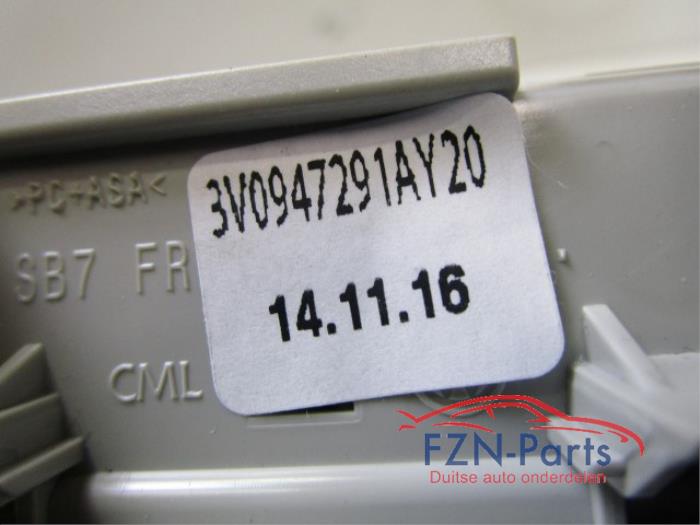 3V0947291AY20
>PC+ASA<
SB7 FR
14.11.16
CML
FZN-Parts
Duitse auto onderdelen